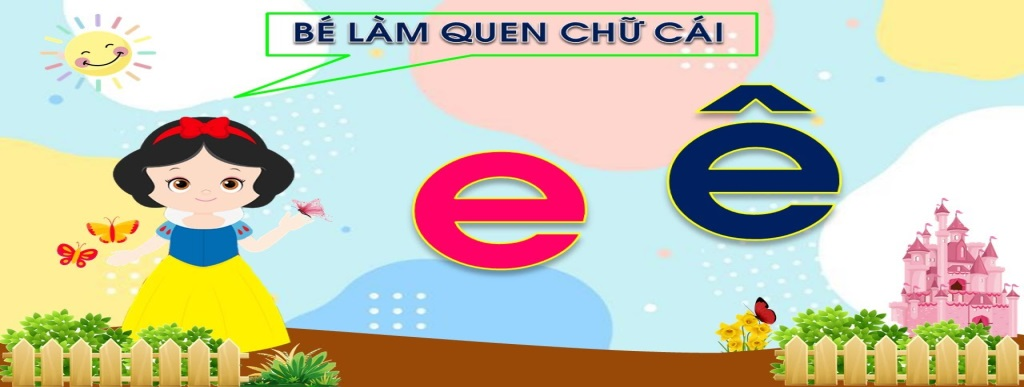 BÉ LÀM QUEN CHỮ CÁI
e ê